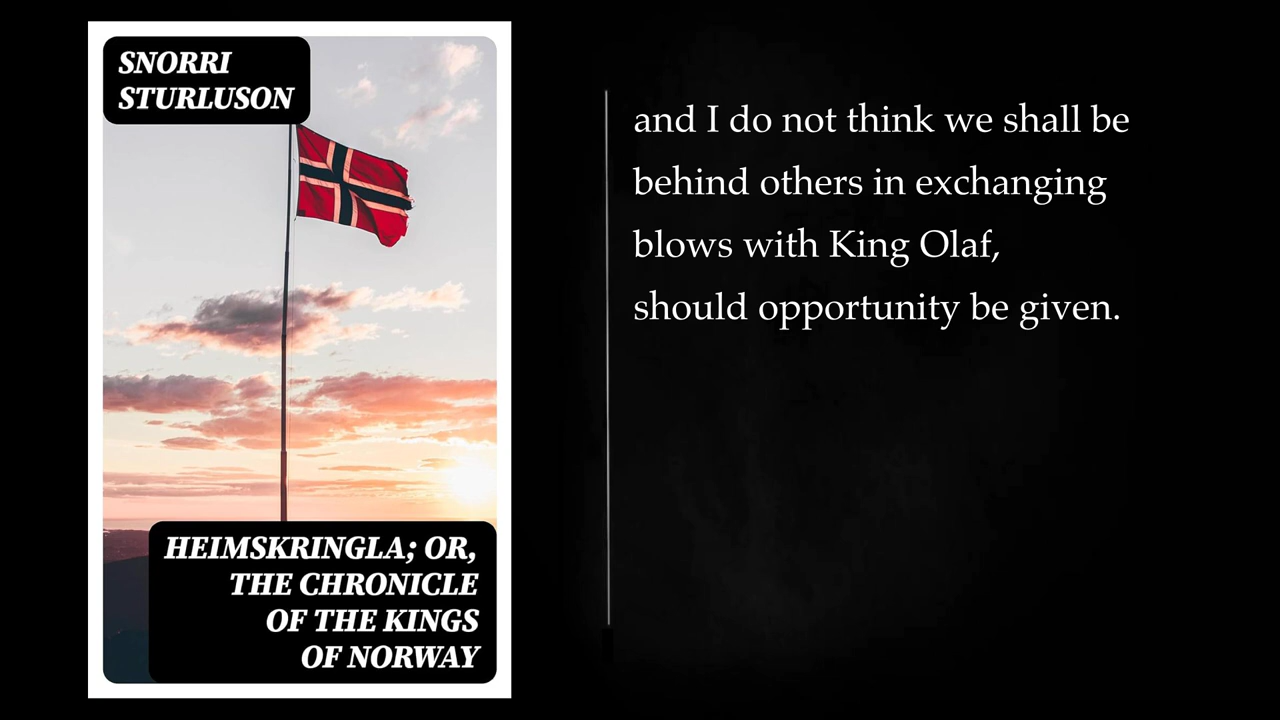 SNORRI
STURLUSON
HEIMSKRINGLA; OR,
THE CHRONICLE
OF THE KINGS
OF NORWAY
and I do not think we shall be
behind others in exchanging
blows with King Olaf,
should opportunity be given.